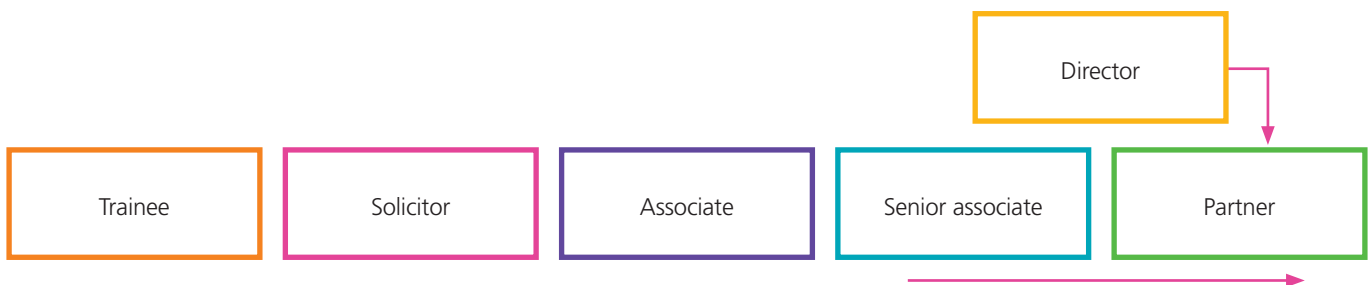 Director
Trainee
Solicitor
Associate
Senior associate
Partner